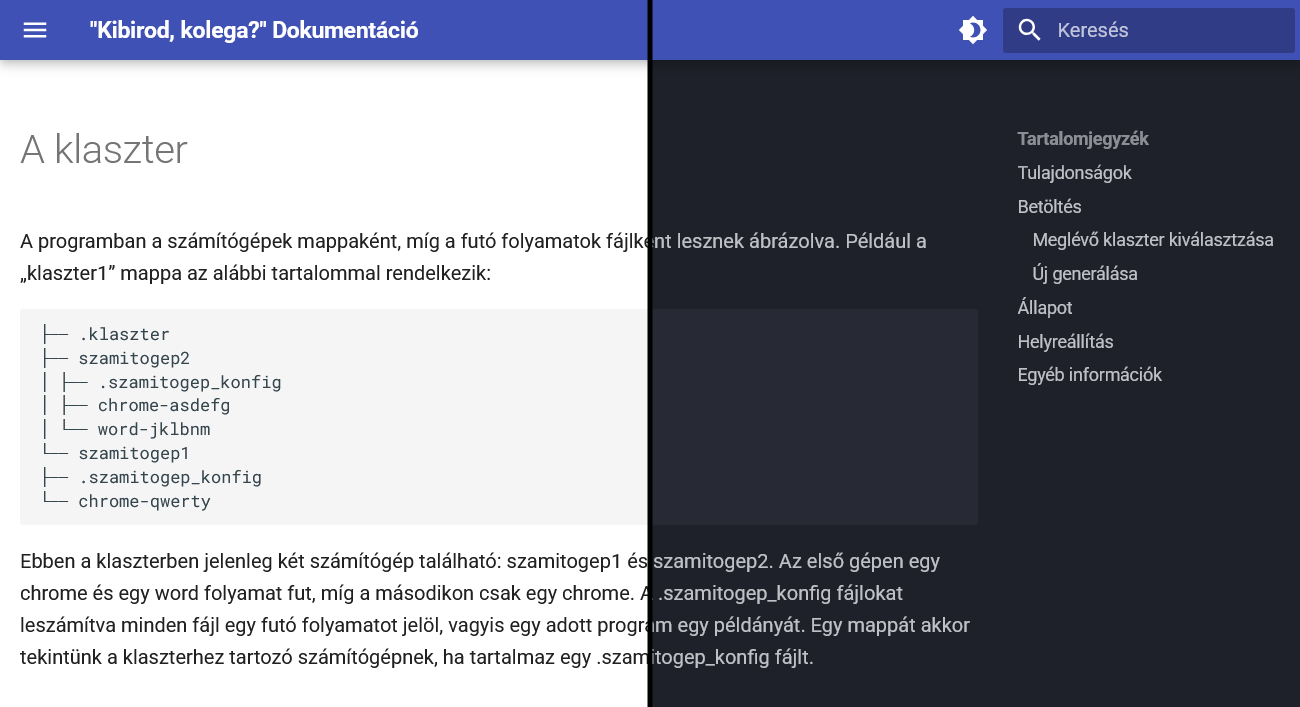 "Kibirod, kolega?" Dokumentáció
Keresés
A klaszter
A programban a számítógépek mappaként, míg a futó folyamatok fájlként lesznek ábrázolva. Például a
„klaszter1” mappa az alábbi tartalommal rendelkezik:
├── .klaszter
├── szamitogep2
│ ├── .szamitogep_konfig
│ ├── chrome-asdefg
│ └── word-jklbnm
└── szamitogep1
├── .szamitogep_konfig
└── chrome-qwerty
Ebben a klaszterben jelenleg két számítógép található: szamitogep1 és szamitogep2. Az első gépen egy
chrome és egy word folyamat fut, míg a másodikon csak egy chrome. A .szamitogep_konfig fájlokat
leszámítva minden fájl egy futó folyamatot jelöl, vagyis egy adott program egy példányát. Egy mappát akkor
tekintünk a klaszterhez tartozó számítógépnek, ha tartalmaz egy .szamitogep_konfig fájlt.
Tartalomjegyzék
Tulajdonságok
Betöltés
Meglévő klaszter kiválasztzása
Új generálása
Állapot
Helyreállítás
Egyéb információk